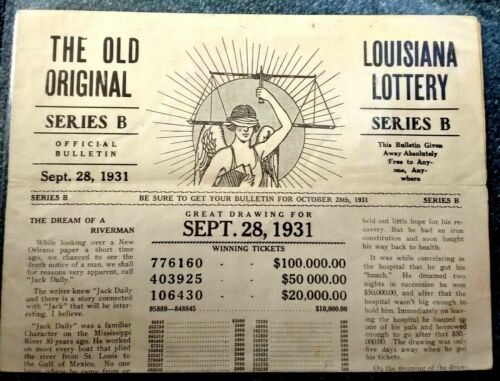 THE OLD
ORIGINAL
SERIES B
OFFICIAL
BULLETIN
Sept. 28, 1931
LOUISIANA
LOTTERY
SERIES B
This Bulletin Given
Away Absolutely
Free to Any-
one, Any-
where
SERIES B BE SURE TO GET YOUR BULLETIN FOR OCTOBER 28th, 1931 SERIES B
THE DREAM OF A
RIVERMAN
While looking over a New
Orleans paper a short time
ago, we chanced to see the
death notice of a man, we shall
for reasons very apparent, call
"Jack Daily."
The writer knew "Jack Daily
and there is a story connected
with "Jack" that will be inter-
esting, I believe.
"Jack Daily" was a familiar
Character on the Mississippi
River 30 years ago. He worked
on most every boat that plied
the river from St. Louis to
the Gulf of Mexico. No one
GREAT DRAWING FOR
SEPT. 28, 1931
WINNING TICKETS
776160 - - $100.000.00
403925 - - $50 000.00
106430 - - $20,000.00
95889—848845 $10,000.00
held out little hope for his re-
covery. But he had an iron
constitution and soon fought
his way back to health.
It was while convelescing in
the hospital that he got his
"hunch." He dreamed two
nights in succession he won
$50,000.00, and after that the
hospital wasn't big enough to
hold him. Immediately on leav-
ing the hospital he hunted up
one of his pals and borrowed
enough to go after that $50.-
000.00. The drawing was only
five days away when he got
his tickets.
On the morning of the draw-